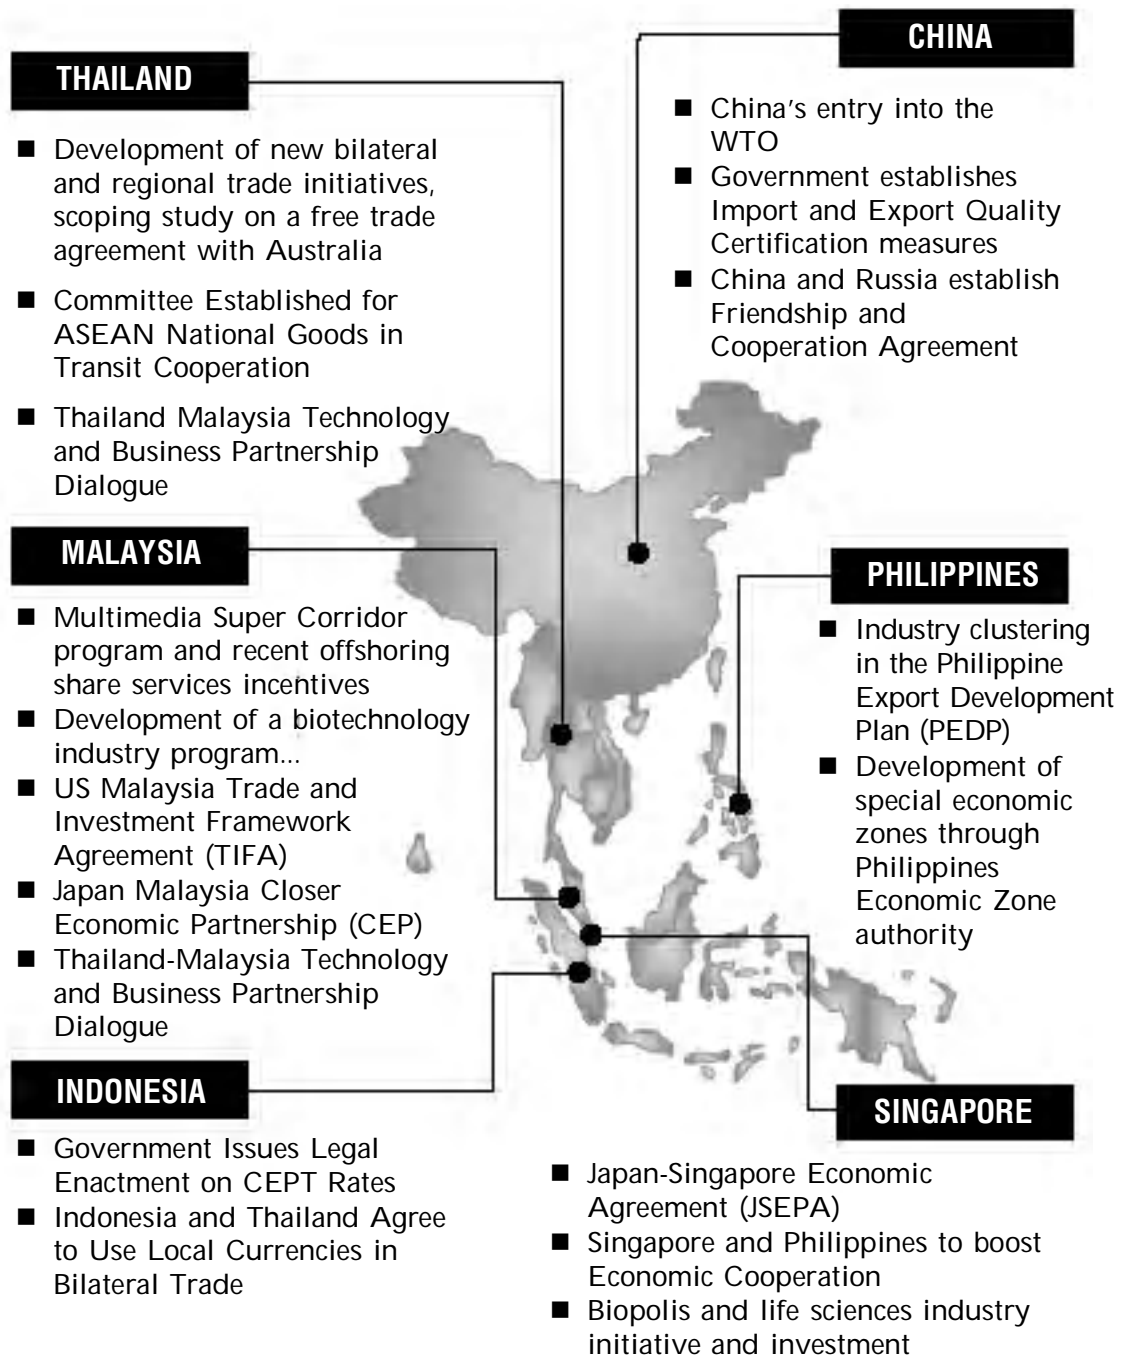 THAILAND
■ Development of new bilateral
and regional trade initiatives,
scoping study on a free trade
agreement with Australia
■ Committee Established for
ASEAN National Goods in
Transit Cooperation
■ Thailand Malaysia Technology
and Business Partnership
Dialogue
CHINA
■ China's entry into the
WTO
■ Government establishes
Import and Export Quality
Certification measures
■ China and Russia establish
Friendship and
Cooperation Agreement
MALAYSIA
■ Multimedia Super Corridor
program and recent offshoring
share services incentives
■ Development of a biotechnology
industry program...
■ US Malaysia Trade and
Investment Framework
Agreement (TIFA)
■ Japan Malaysia Closer
Economic Partnership (CEP)
■ Thailand-Malaysia Technology
and Business Partnership
Dialogue
PHILIPPINES
■ Industry clustering
in the Philippine
Export Development
Plan (PEDP)
■ Development of
special economic
zones through
Philippines
Economic Zone
authority
INDONESIA
■ Government Issues Legal
Enactment on CEPT Rates
■ Indonesia and Thailand Agree
to Use Local Currencies in
Bilateral Trade
SINGAPORE
■ Japan-Singapore Economic
Agreement (JSEPA)
■ Singapore and Philippines to boost
Economic Cooperation
■ Biopolis and life sciences industry
initiative and investment